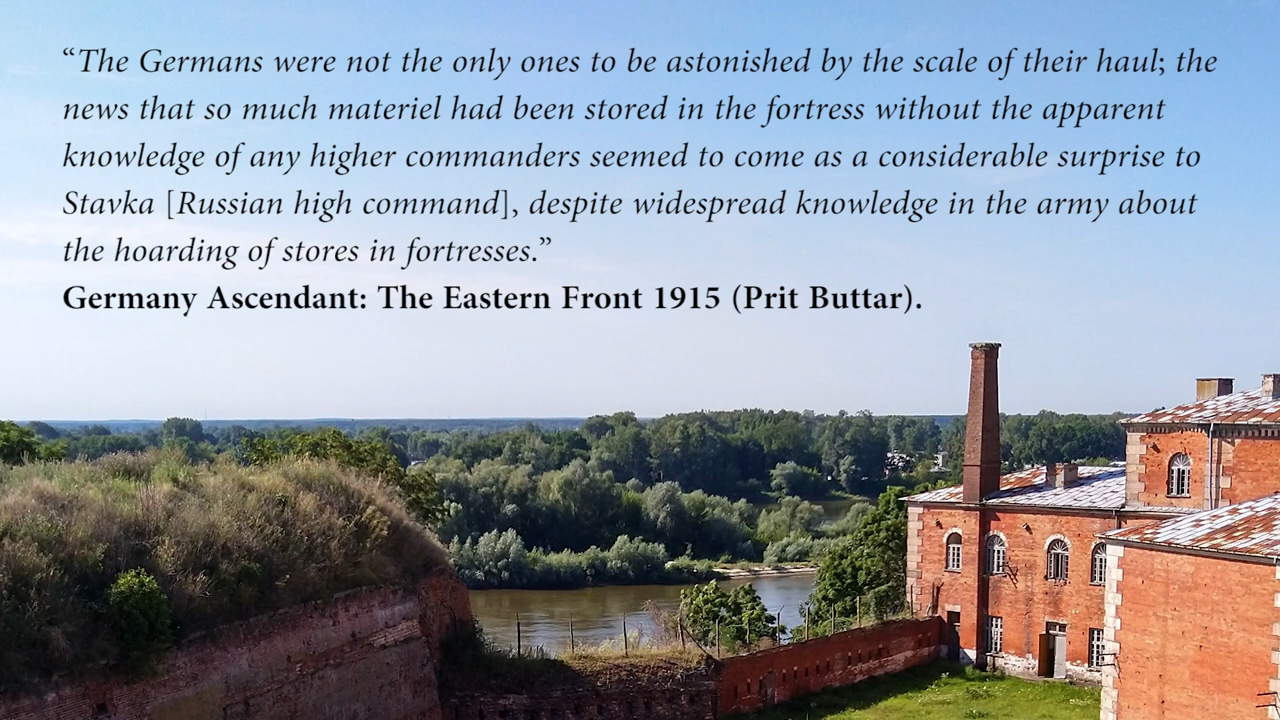 “The Germans were not the only ones to be astonished by the scale of their haul; the
news that so much materiel had been stored in the fortress without the apparent
knowledge of any higher commanders seemed to come as a considerable surprise to
Stavka [Russian high command], despite widespread knowledge in the army about
the hoarding of stores in fortresses.”
Germany Ascendant: The Eastern Front 1915 (Prit Buttar).